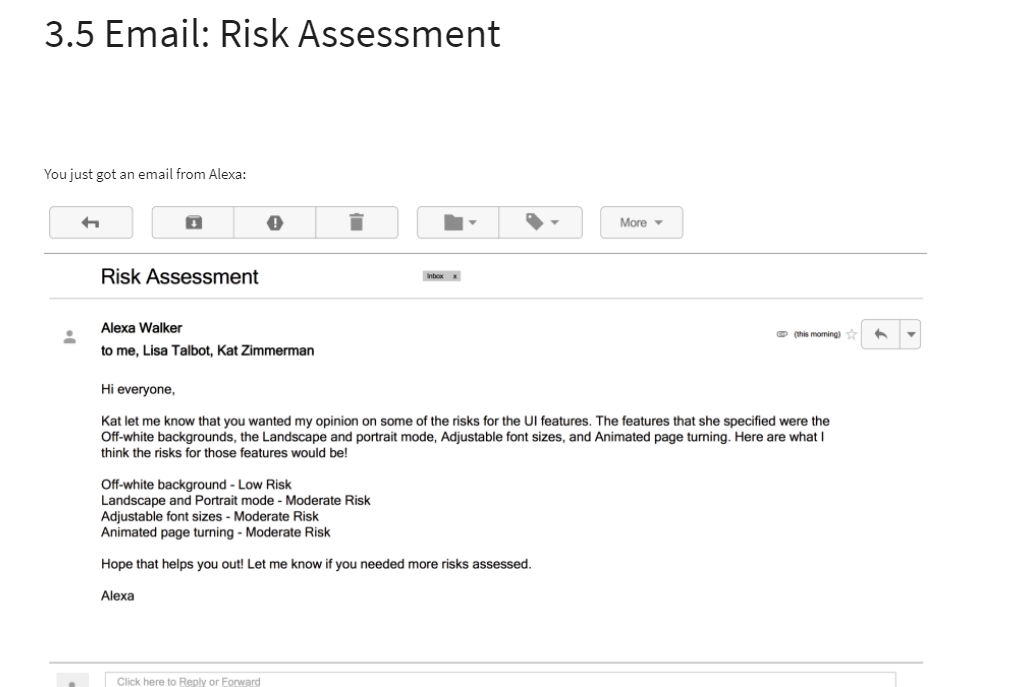 3.5 Email: Risk Assessment
You just got an email from Alexa:
More
Risk Assessment
Inbox x
Alexa Walker
(this morning)
to me, Lisa Talbot, Kat Zimmerman
Hi everyone,
Kat let me know that you wanted my opinion on some of the risks for the UI features. The features that she specified were the
Off-white backgrounds, the Landscape and portrait mode, Adjustable font sizes, and Animated page turning. Here are what I
think the risks for those features would be!
Off-white background - Low Risk
Landscape and Portrait mode - Moderate Risk
Adjustable font sizes - Moderate Risk
Animated page turning - Moderate Risk
Hope that helps you out! Let me know if you needed more risks assessed.
Alexa
Click here to Reply or Forward